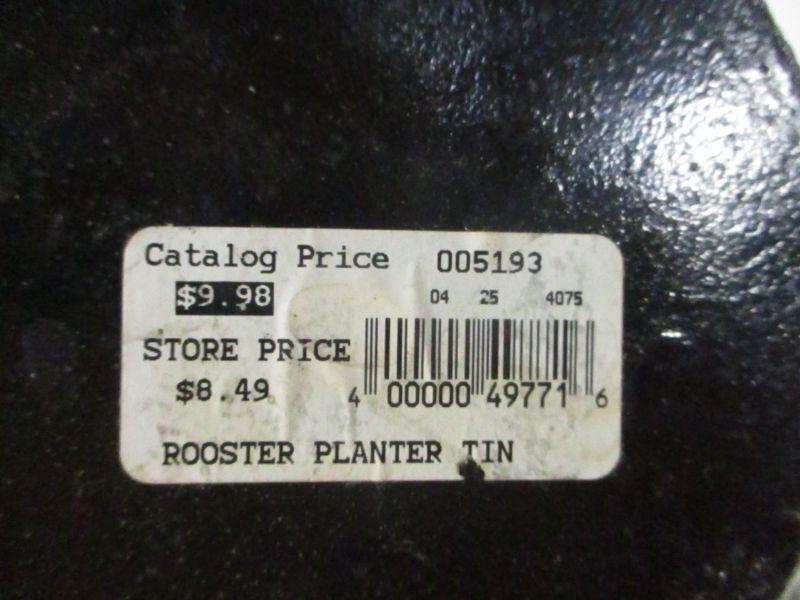 Catalog Price 005193
$9.98 04 25 4075
STORE PRICE
$8.49 4 00000 49771 6
ROOSTER PLANTER TIN